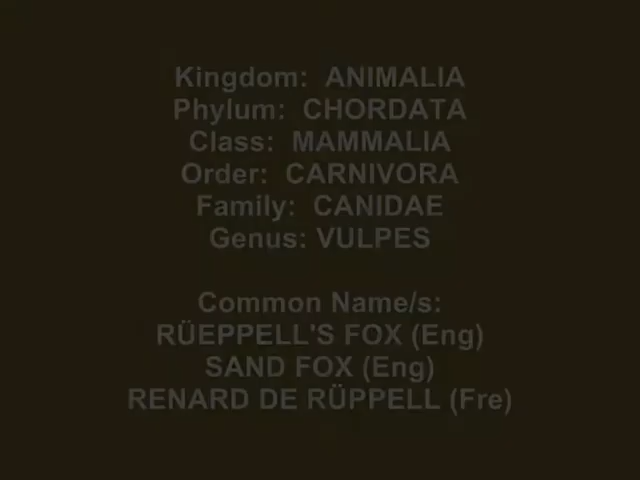 Kingdom: ANIMALIA
Phylum: CHORDATA
Class: MAMMALIA
Order: CARNIVORA
Family: CANIDAE
Genus: VULPES
Common Name/s:
RÜEPPELL'S FOX (Eng)
SAND FOX (Eng)
RENARD DE RÜPPELL (Fre)